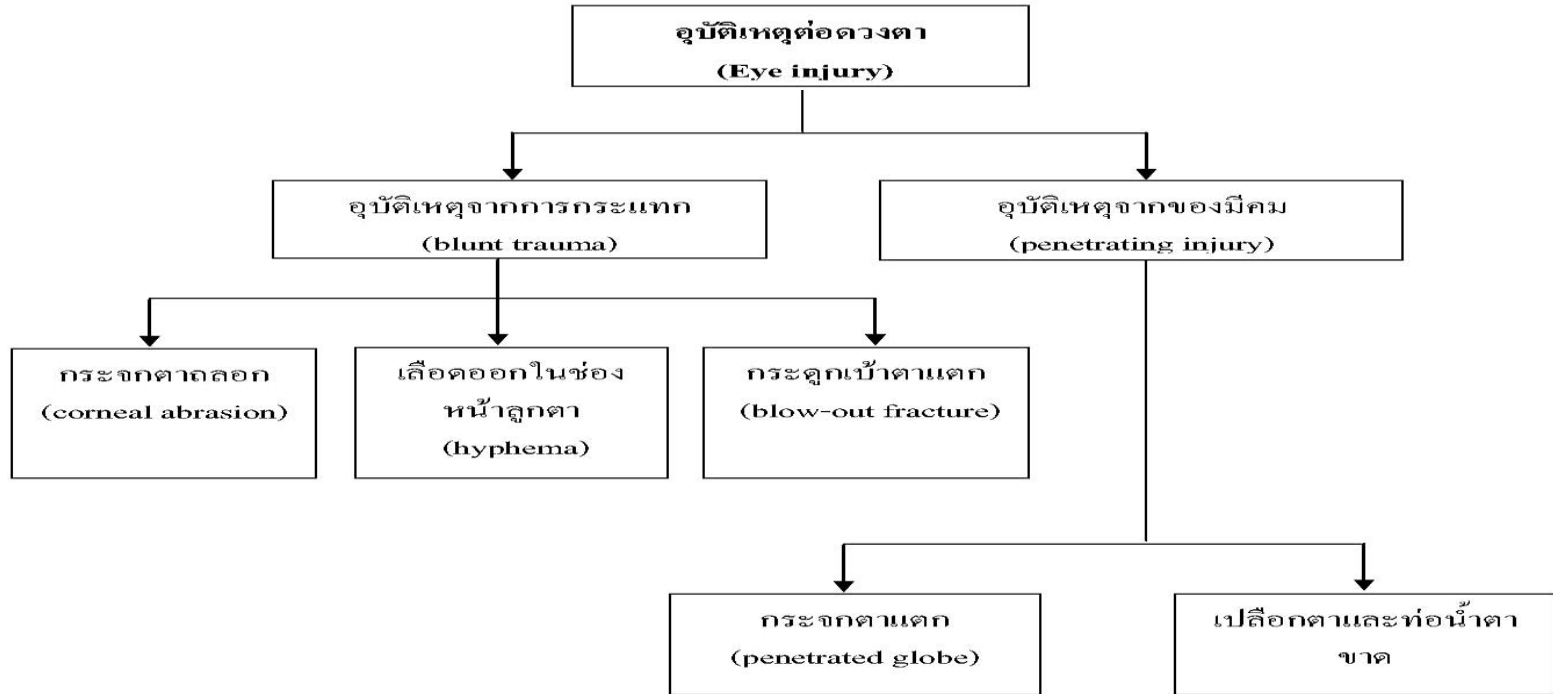 อุบัติเหตุต่อดวงตา
(Eye injury)
อุบัติเหตุจากการกระแทก
(blunt trauma)
อุบัติเหตุจากของมีคม
(penetrating injury)
กระจกตาถลอก
(corneal abrasion)
เลือดออกในช่อง
หน้าลูกตา
(hyphema)
กระดูกเบ้าตาแตก
(blow-out fracture)
กระจกตาแตก
(penetrated globe)
เปลือกตาและท่อน้ำตา
ขาด